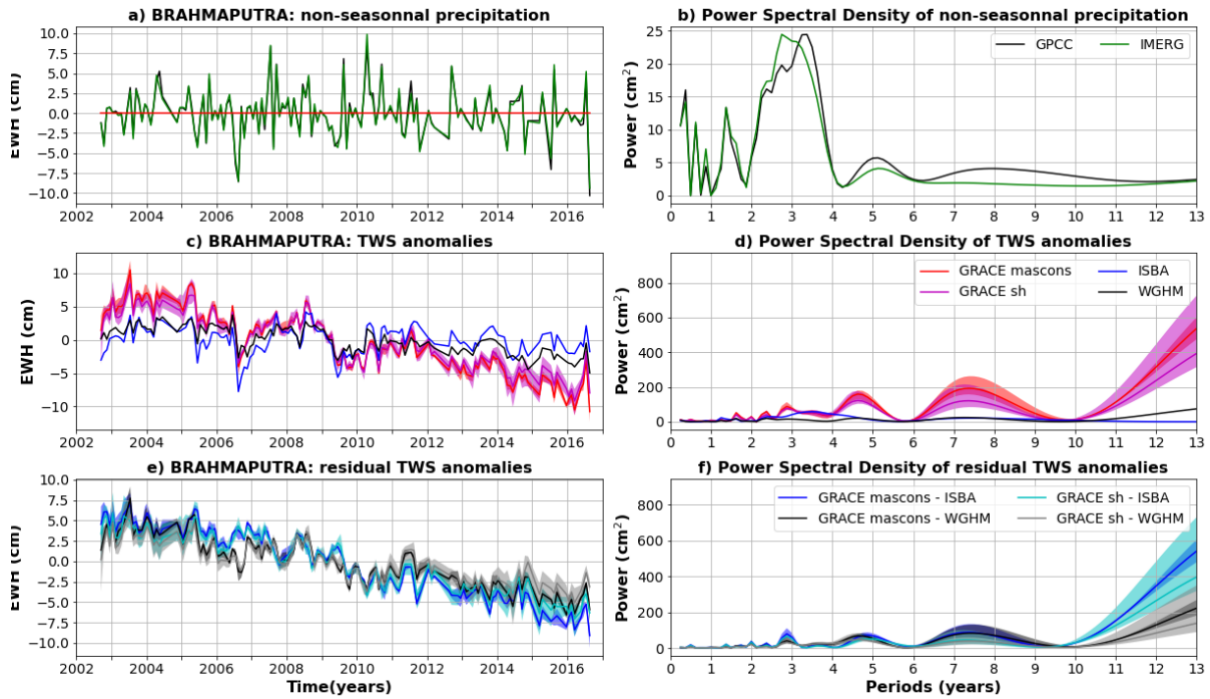 a) BRAHMAPUTRA: non-seasonnal precipitation
EWH (cm)
10.0
7.5
5.0
2.5
0.0
−2.5
−5.0
−7.5
−10.0
2002 2004 2006 2008 2010 2012 2014 2016
b) Power Spectral Density of non-seasonnal precipitation
GPCC IMERG
Power (cm²)
25
20
15
10
5
0
0 1 2 3 4 5 6 7 8 9 10 11 12 13
c) BRAHMAPUTRA: TWS anomalies
EWH (cm)
10
5
0
−5
−10
2002 2004 2006 2008 2010 2012 2014 2016
d) Power Spectral Density of TWS anomalies
GRACE mascons ISBA
GRACE sh WGHM
Power (cm²)
800
600
400
200
0
0 1 2 3 4 5 6 7 8 9 10 11 12 13
e) BRAHMAPUTRA: residual TWS anomalies
EWH (cm)
10.0
7.5
5.0
2.5
0.0
−2.5
−5.0
−7.5
−10.0
2002 2004 2006 2008 2010 2012 2014 2016
Time(years)
f) Power Spectral Density of residual TWS anomalies
GRACE mascons - ISBA GRACE sh - ISBA
GRACE mascons - WGHM GRACE sh - WGHM
Power (cm²)
800
600
400
200
0
0 1 2 3 4 5 6 7 8 9 10 11 12 13
Periods (years)